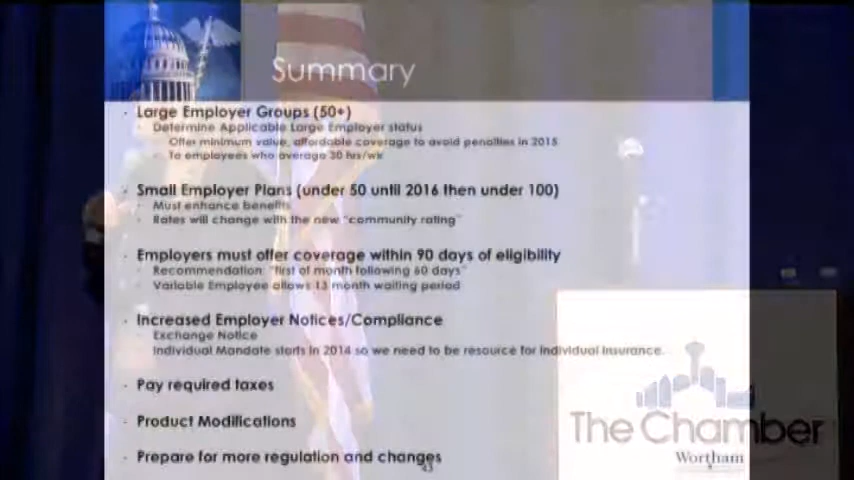 Summary
Large Employer Groups (50+)
Determine Applicable Large Employer status
Offer minimum value, affordable coverage to avoid penalties in 2015
To employees who average 30 hrs/wk
Small Employer Plans (under 50 until 2016 then under 100)
Must enhance benefits
Rates will change with the new "community rating"
Employers must offer coverage within 90 days of eligibility
Recommendation: "first of month following 60 days"
Variable Employee allows 13 month waiting period
Increased Employer Notices/Compliance
Exchange Notice
Individual Mandate starts in 2014 so we need to be resource for individual insurance.
Pay required taxes
Product Modifications
Prepare for more regulation and changes
43
The Chamber
Wortham